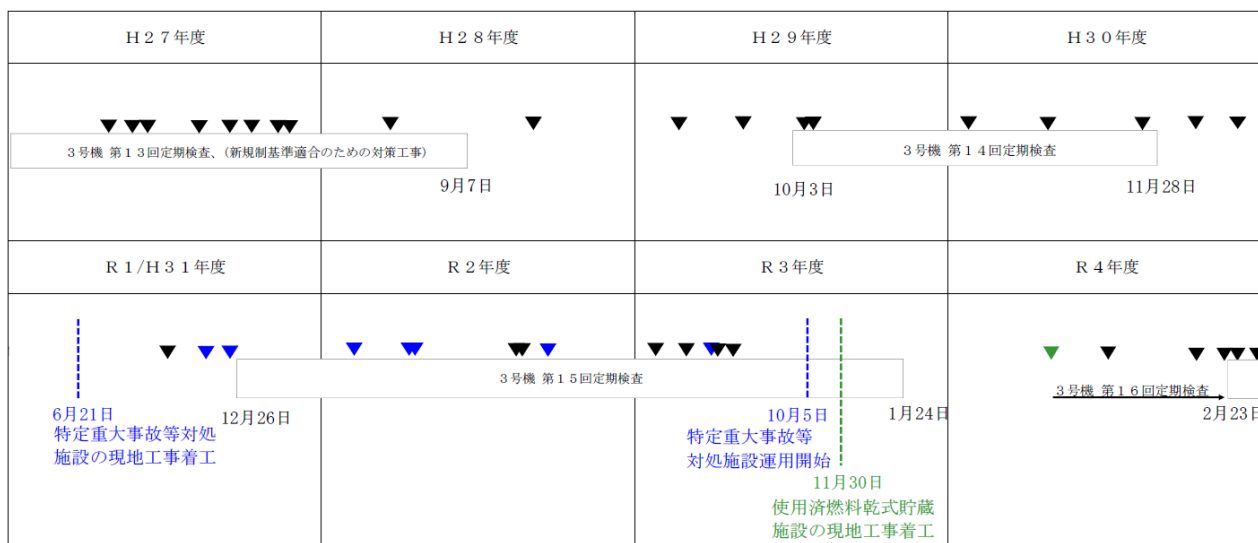 Ｈ２７年度
Ｈ２８年度
Ｈ２９年度
Ｈ３０年度
３号機 第１３回定期検査、(新規制基準適合のための対策工事)
３号機 第１４回定期検査
9月7日
10月3日
11月28日
Ｒ１/Ｈ３１年度
Ｒ２年度
Ｒ３年度
Ｒ４年度
３号機 第１５回定期検査
３号機 第１６回定期検査
6月21日
特定重大事故等対処
施設の現地工事着工
12月26日
10月5日
特定重大事故等
対処施設運用開始
1月24日
2月23日
11月30日
使用済燃料乾式貯蔵
施設の現地工事着工